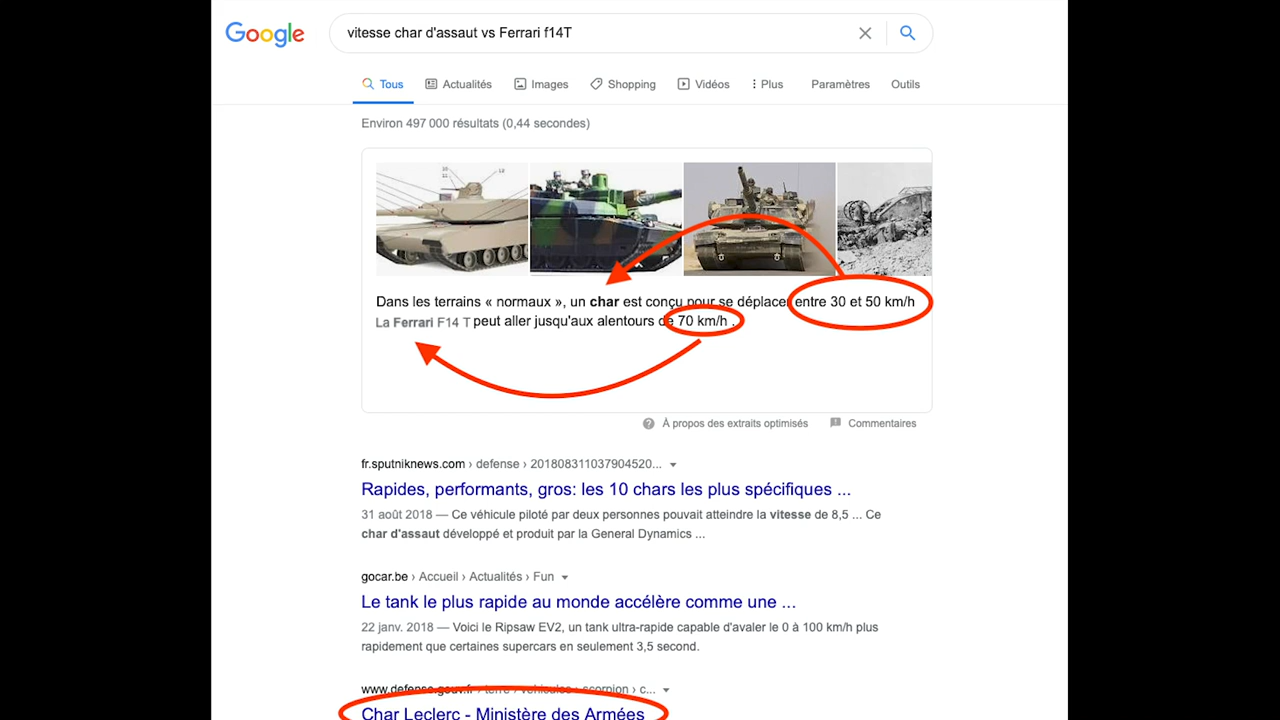 Google
vitesse char d'assaut vs Ferrari f14T
Tous Actualités Images Shopping Vidéos Plus Paramètres Outils
Environ 497 000 résultats (0,44 secondes)
Dans les terrains « normaux », un char est conçu pour se déplacer entre 30 et 50 km/h
La Ferrari F14 T peut aller jusqu'aux alentours de 70 km/h .
À propos des extraits optimisés Commentaires
fr.sputniknews.com › defense › 201808311037904520...
Rapides, performants, gros: les 10 chars les plus spécifiques ...
31 août 2018 — Ce véhicule piloté par deux personnes pouvait atteindre la vitesse de 8,5 ... Ce
char d'assaut développé et produit par la General Dynamics ...
gocar.be › Accueil › Actualités › Fun
Le tank le plus rapide au monde accélère comme une ...
22 janv. 2018 — Voici le Ripsaw EV2, un tank ultra-rapide capable d'avaler le 0 à 100 km/h plus
rapidement que certaines supercars en seulement 3,5 second.
www.defense.gouv.fr › terre › vehicules › scorpion › c...
Char Leclerc - Ministère des Armées